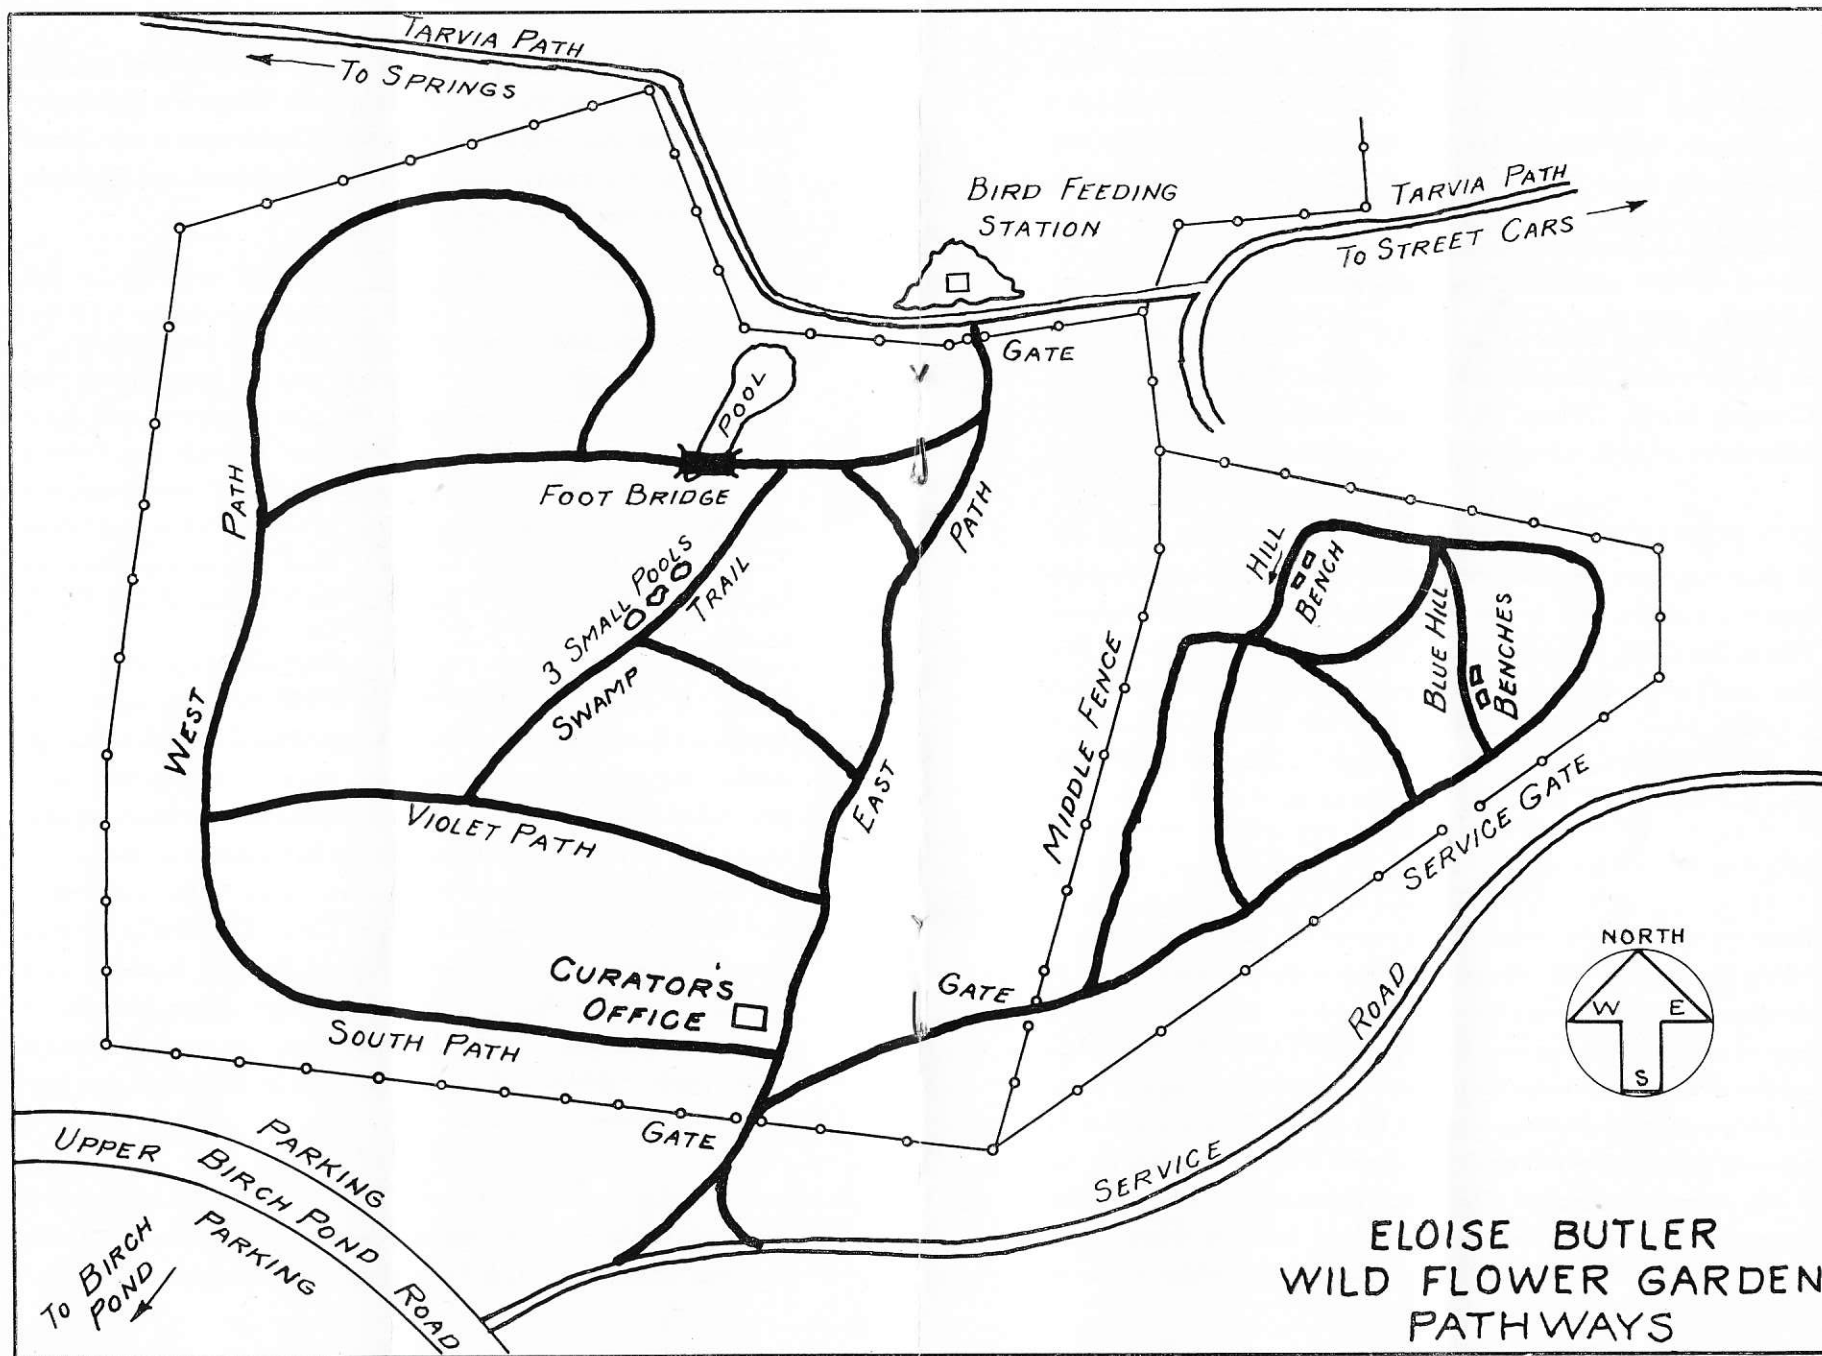 TARVIA PATH
TO SPRINGS
BIRD FEEDING
STATION
TARVIA PATH
TO STREET CARS
GATE
POOL
FOOT BRIDGE
PATH
WEST
3 SMALL POOLS
SWAMP TRAIL
PATH
EAST
VIOLET PATH
MIDDLE FENCE
HILL
BENCH
BLUE HILL
BENCHES
SERVICE GATE
CURATOR'S
OFFICE
SOUTH PATH
GATE
GATE
NORTH
W E
S
SERVICE ROAD
PARKING
UPPER BIRCH POND ROAD
PARKING
TO BIRCH
POND
ELOISE BUTLER
WILD FLOWER GARDEN
PATHWAYS